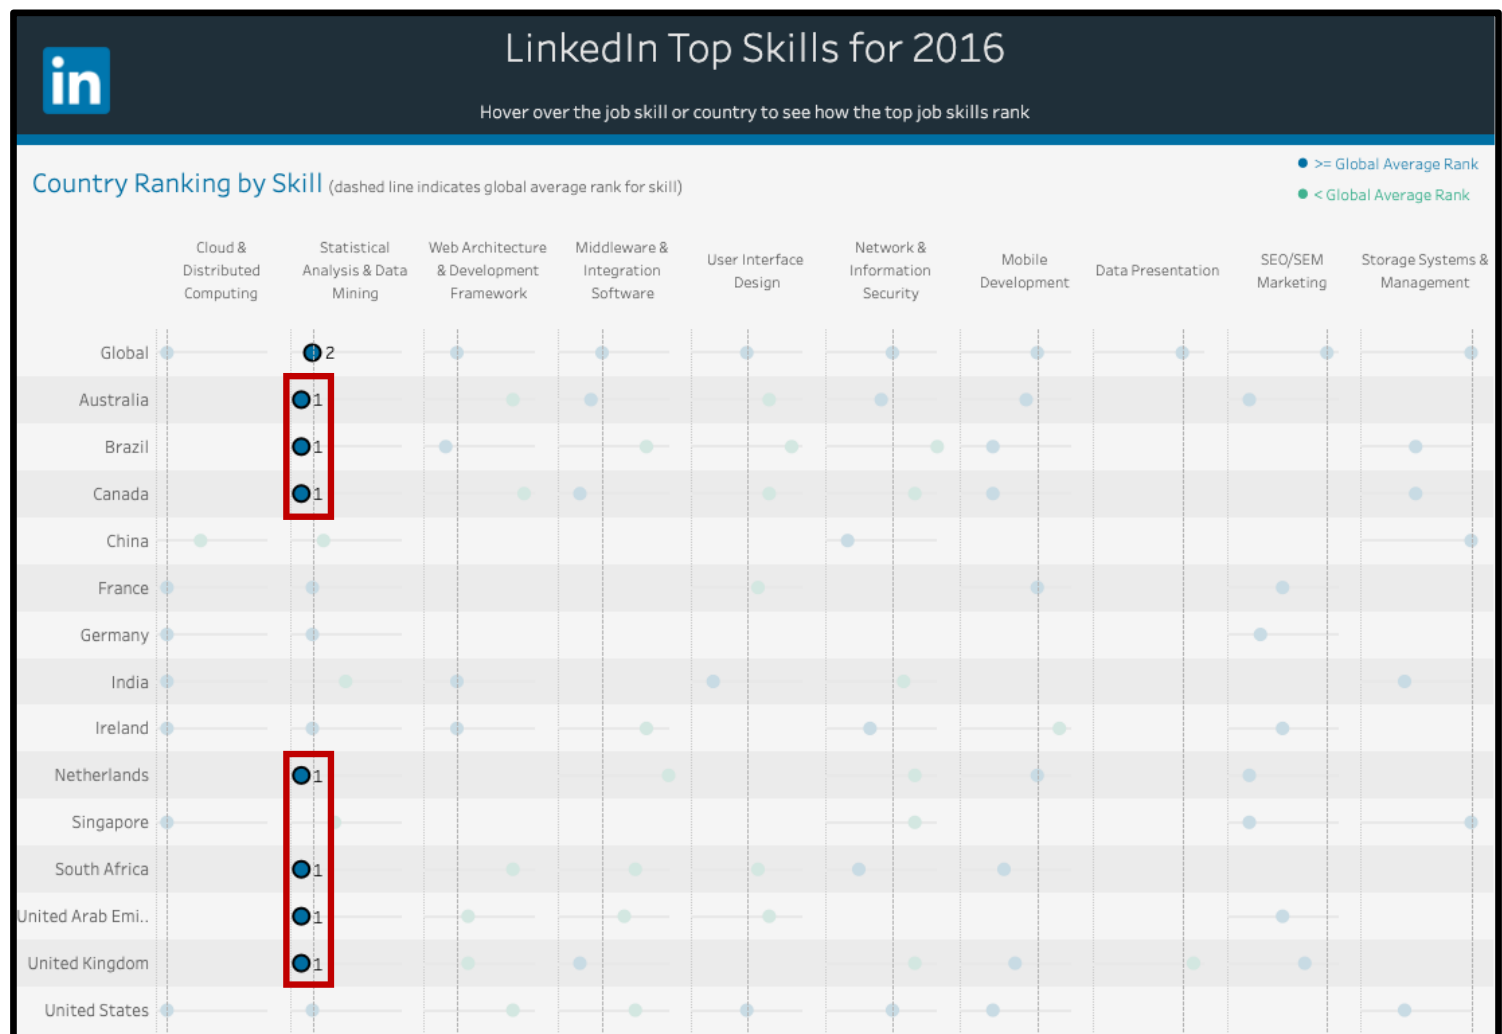 in
LinkedIn Top Skills for 2016
Hover over the job skill or country to see how the top job skills rank
>= Global Average Rank
Country Ranking by Skill (dashed line indicates global average rank for skill)
< Global Average Rank
Cloud &
Distributed
Computing
Statistical
Analysis & Data
Mining
Web Architecture
& Development
Framework
Middleware &
Integration
Software
User Interface
Design
Network &
Information
Security
Mobile
Development
Data Presentation
SEO/SEM
Marketing
Storage Systems &
Management
Global 2
Australia 1
Brazil 1
Canada 1
China
France
Germany
India
Ireland
Netherlands 1
Singapore
South Africa 1
United Arab Emi..  1
United Kingdom 1
United States